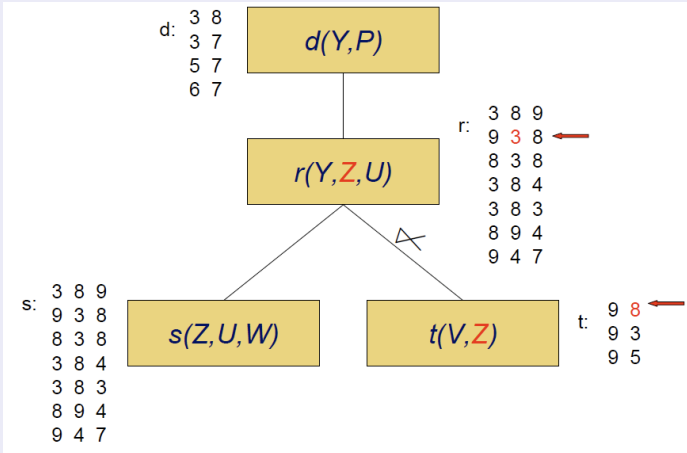 d:
3 8
3 7
5 7
6 7
d(Y,P)
r:
3 8 9
9 3 8
8 3 8
3 8 4
3 8 3
8 9 4
9 4 7
r(Y,Z,U)
s:
3 8 9
9 3 8
8 3 8
3 8 4
3 8 3
8 9 4
9 4 7
s(Z,U,W)
t(V,Z)
t:
9 8
9 3
9 5